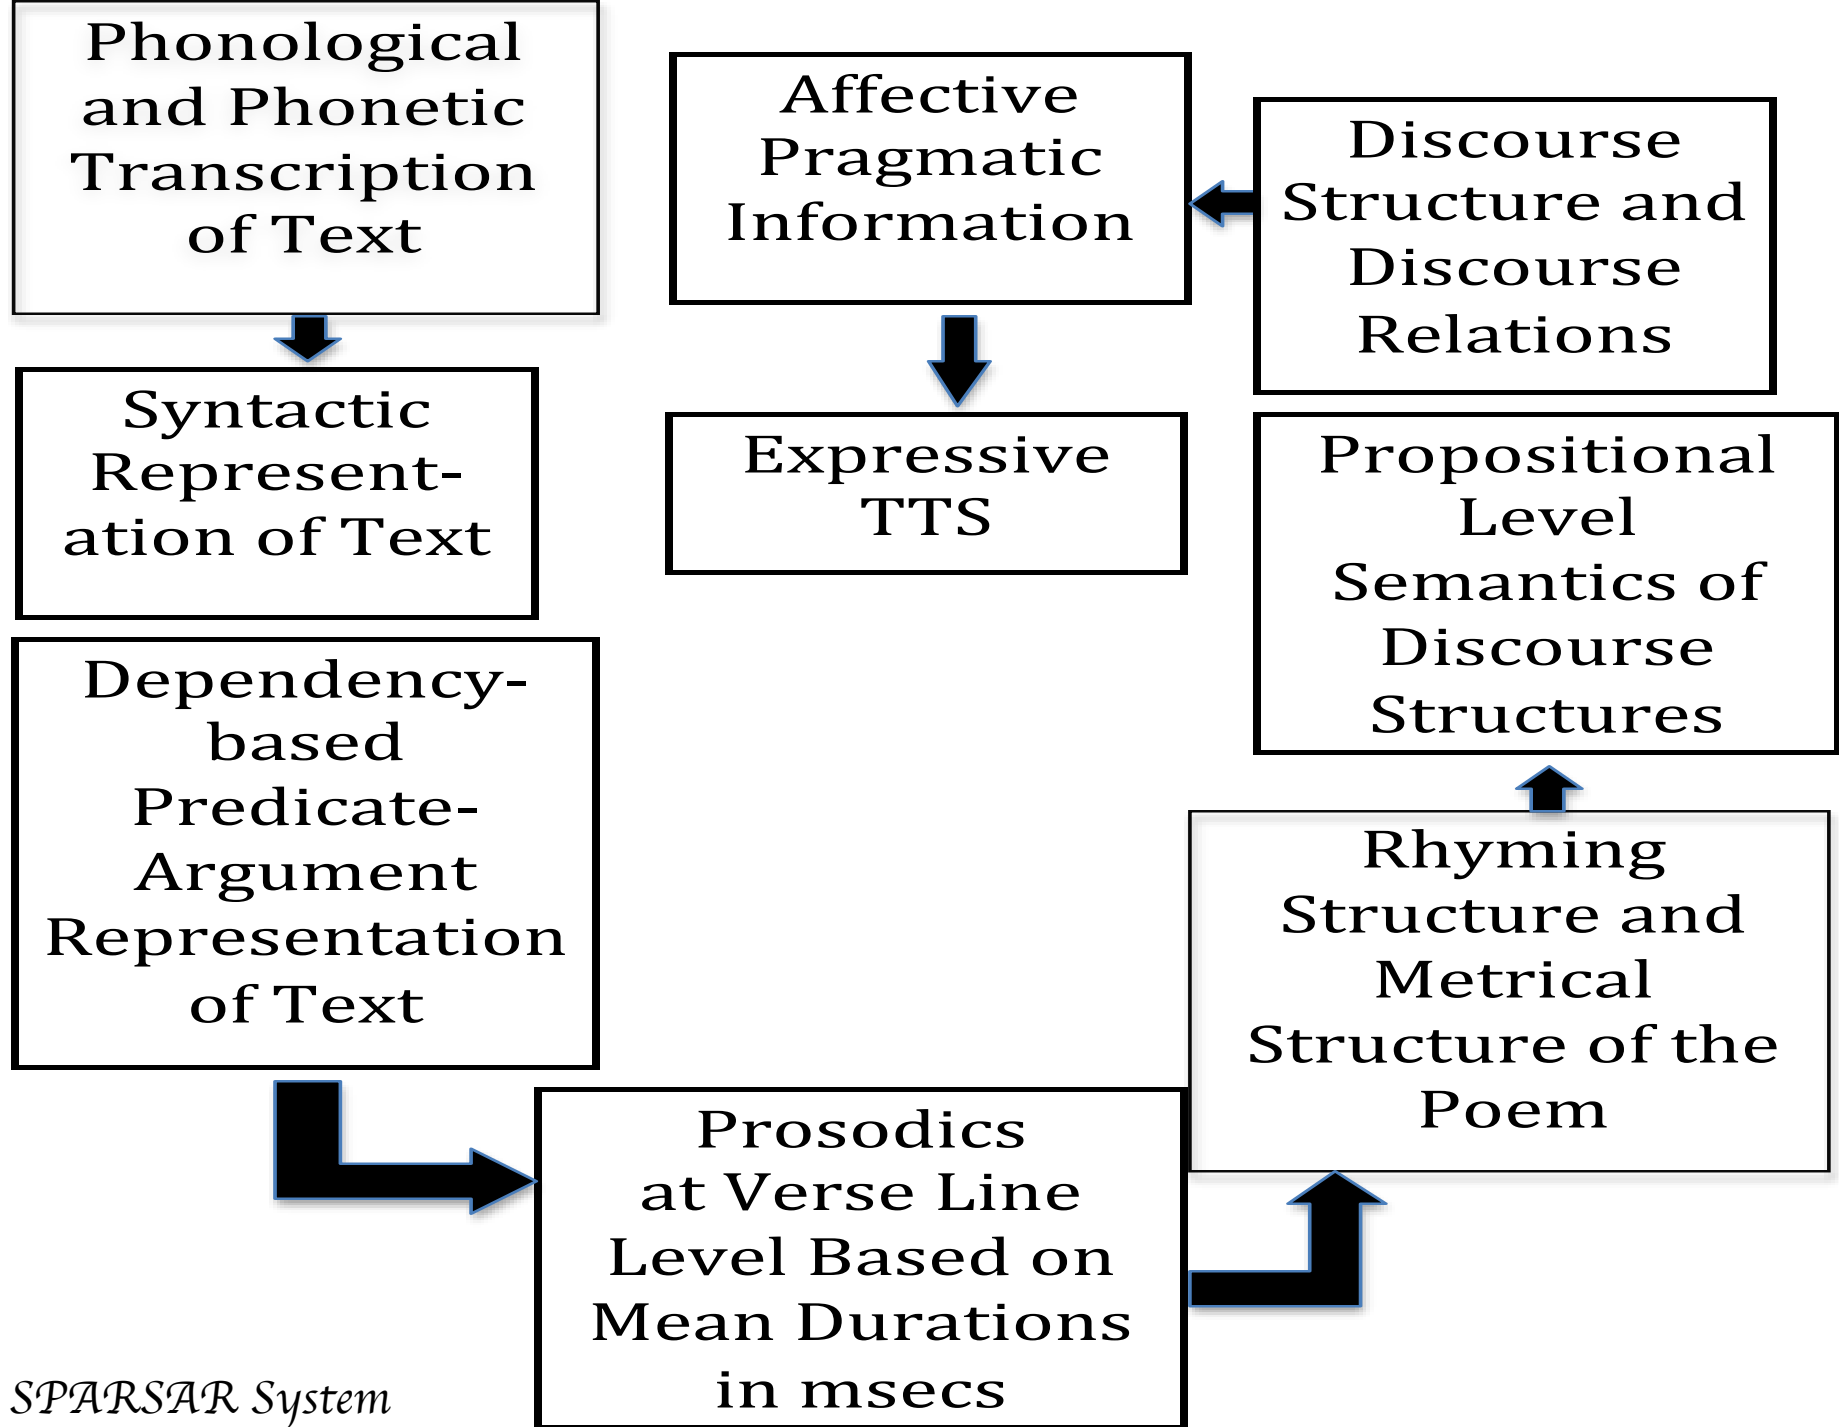 Phonological
and Phonetic
Transcription
of Text
Syntactic
Represent-
ation of Text
Dependency-
based
Predicate-
Argument
Representation
of Text
Prosodics
at Verse Line
Level Based on
Mean Durations
in msecs
Rhyming
Structure and
Metrical
Structure of the
Poem
Propositional
Level
Semantics of
Discourse
Structures
Discourse
Structure and
Discourse
Relations
Affective
Pragmatic
Information
Expressive
TTS
SPARSAR System